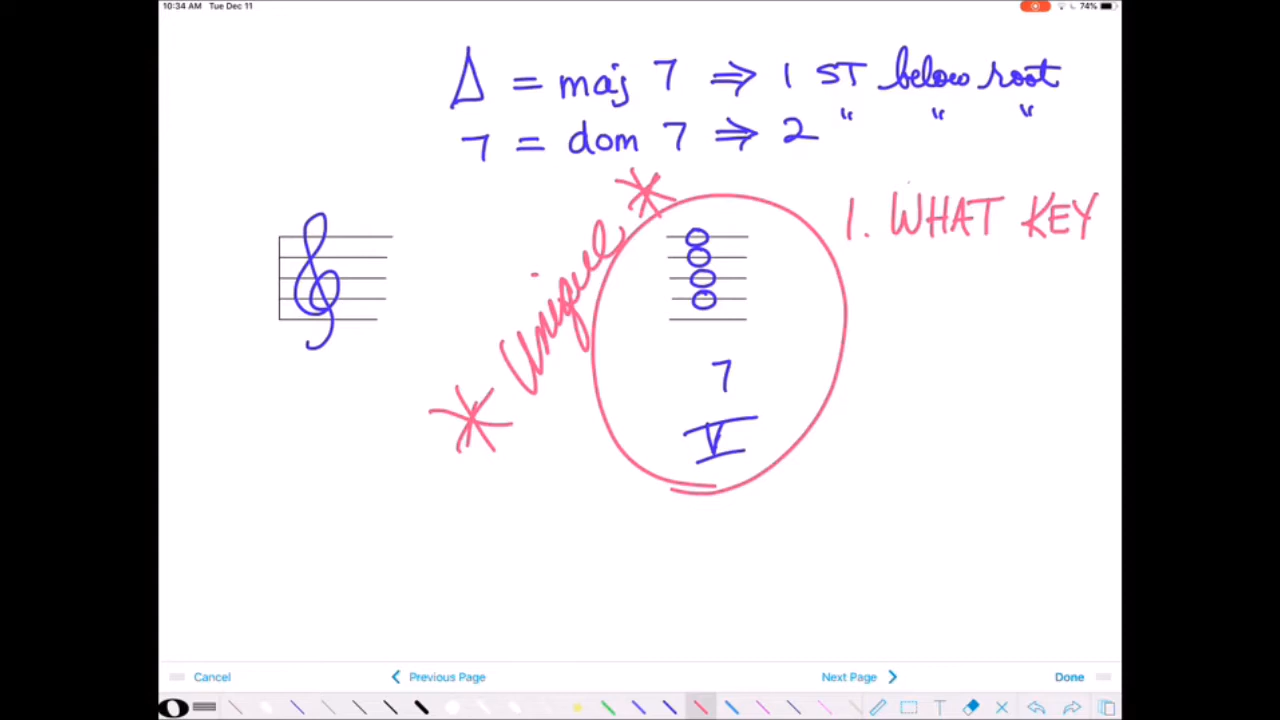 10:34 AM Tue Dec 11
74%
Δ = maj 7 ⇒ 1 ST below root
7 = dom 7 ⇒ 2 " " "
* unique *
1. WHAT KEY
7
V
Cancel
Previous Page
Next Page
Done
T